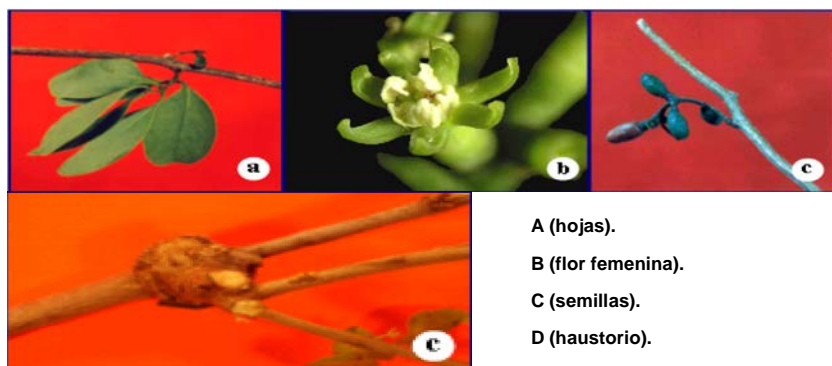 a
b
c
c
A (hojas).
B (flor femenina).
C (semillas).
D (haustorio).